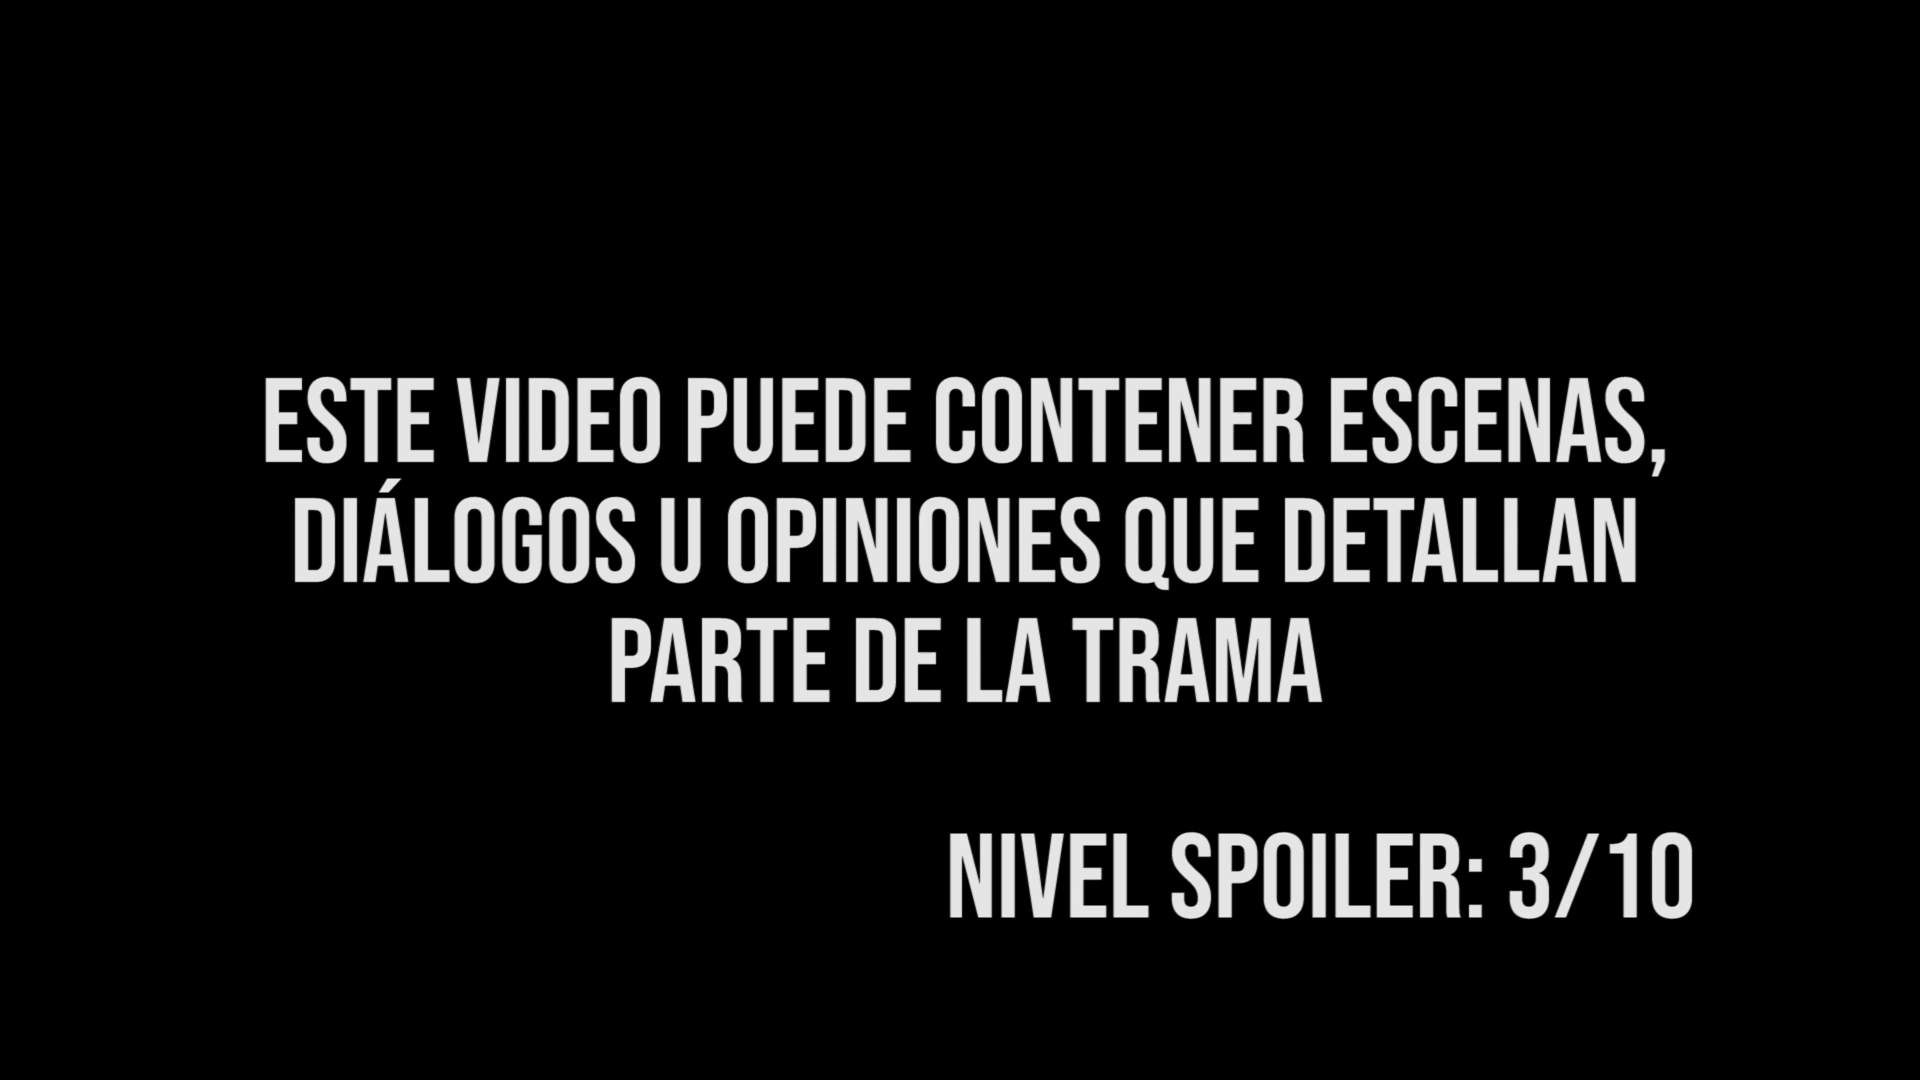 ESTE VIDEO PUEDE CONTENER ESCENAS,
DIÁLOGOS U OPINIONES QUE DETALLAN
PARTE DE LA TRAMA
NIVEL SPOILER: 3/10